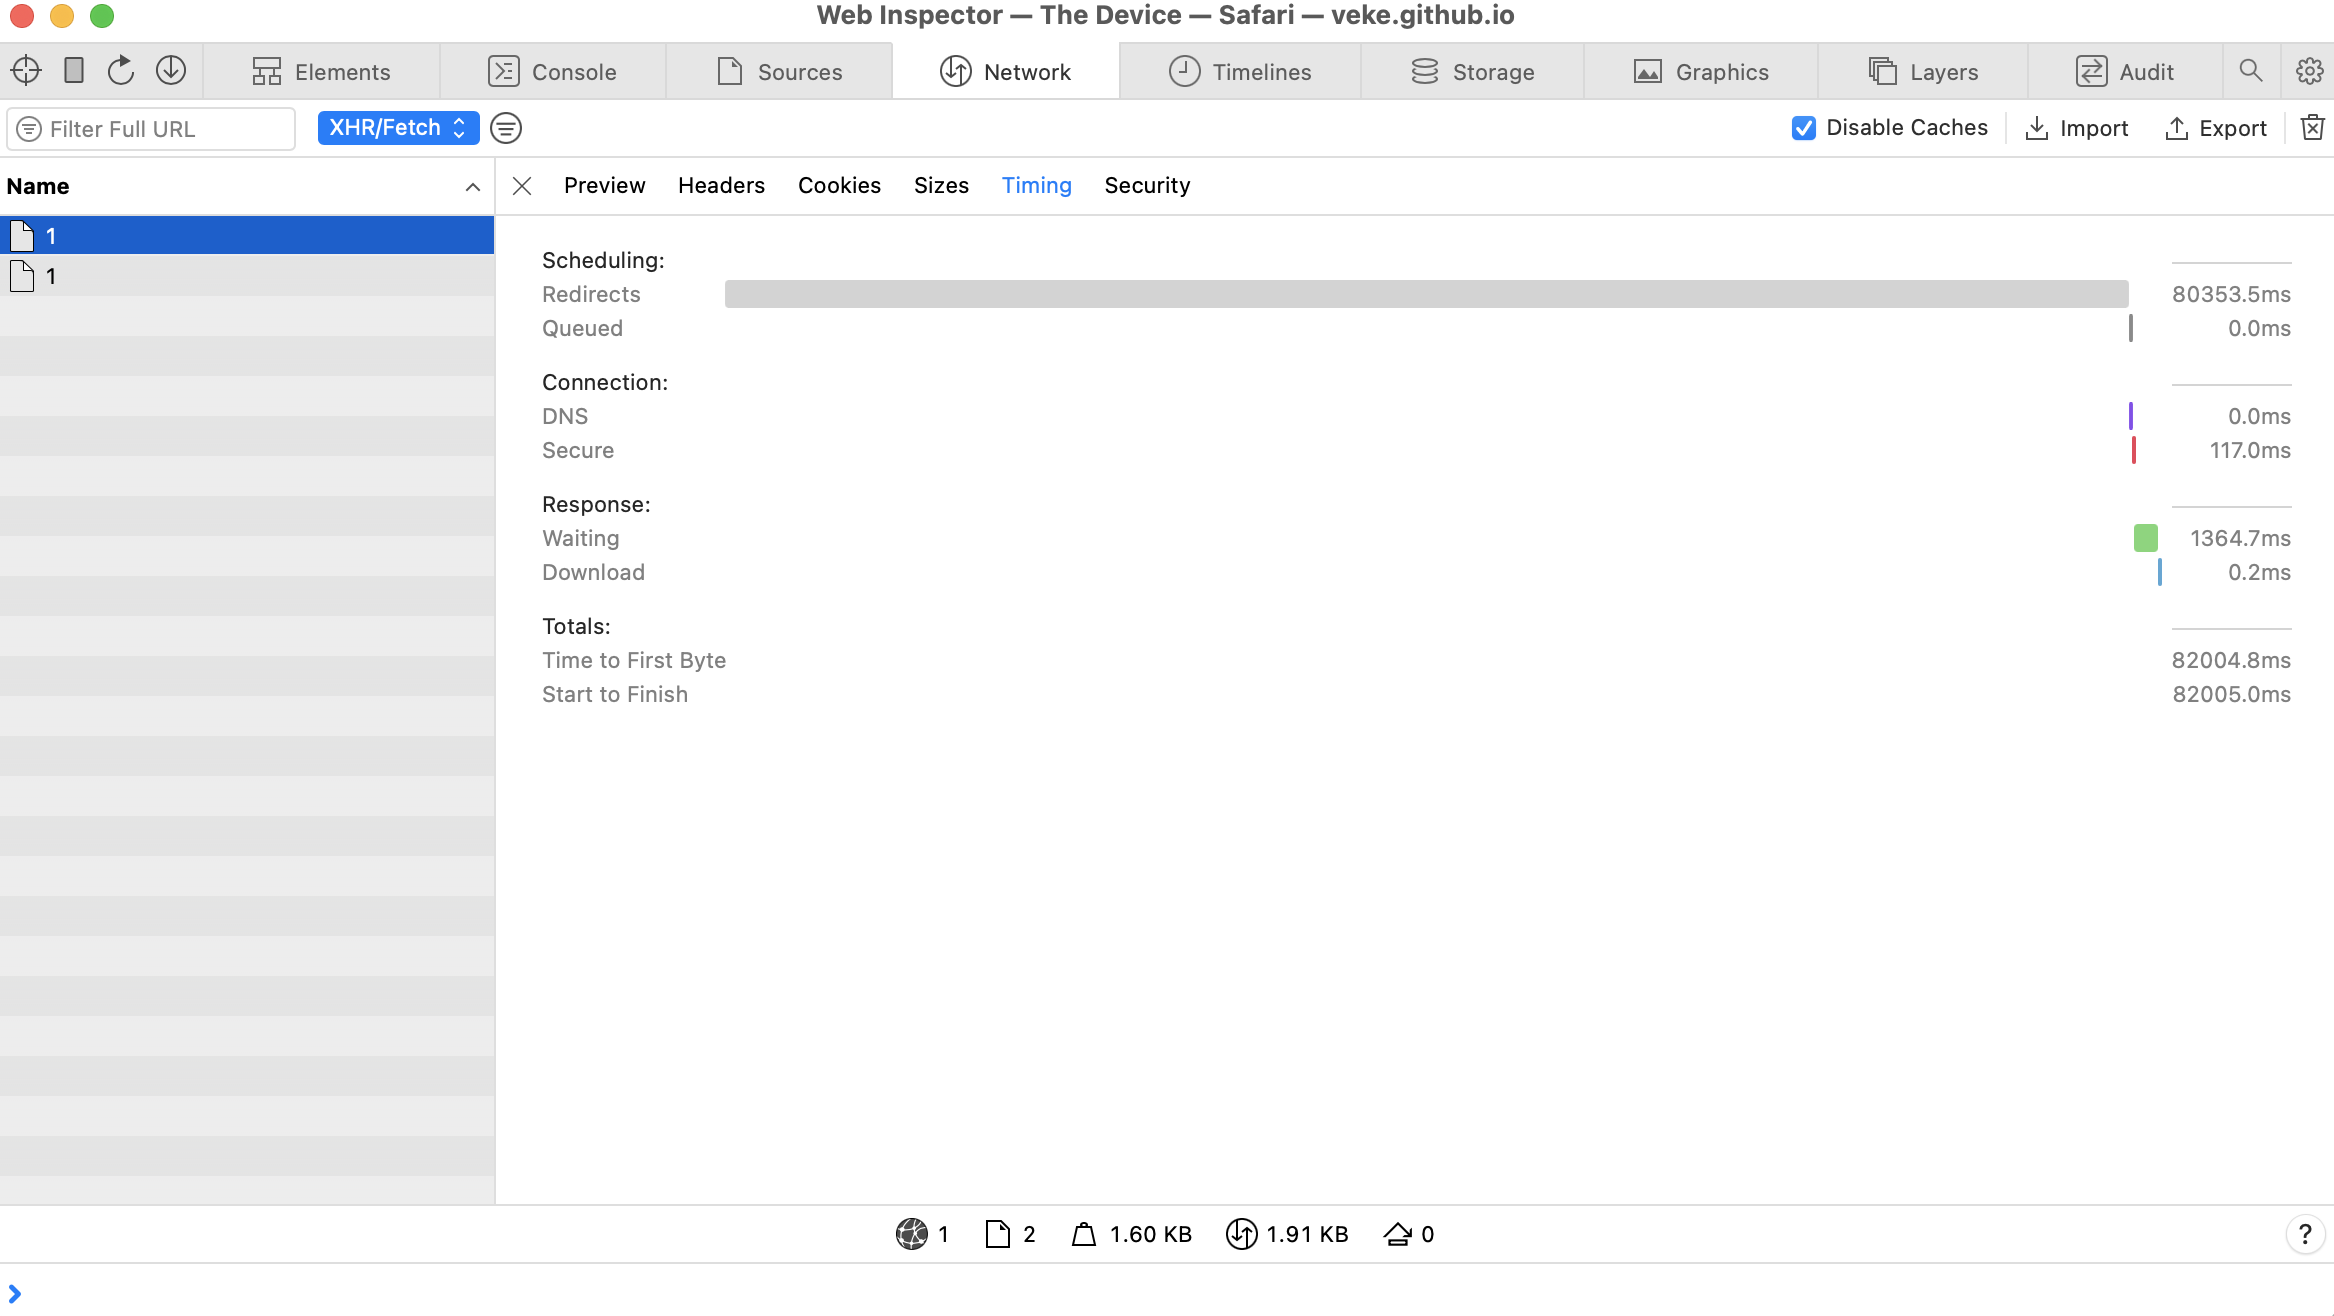 Web Inspector — The Device — Safari — veke.github.io
Elements Console Sources Network Timelines Storage Graphics Layers Audit
Filter Full URL XHR/Fetch Disable Caches Import Export
Name Preview Headers Cookies Sizes Timing Security
1
1
Scheduling:
Redirects 80353.5ms
Queued 0.0ms
Connection:
DNS 0.0ms
Secure 117.0ms
Response:
Waiting 1364.7ms
Download 0.2ms
Totals:
Time to First Byte 82004.8ms
Start to Finish 82005.0ms
1 2 1.60 KB 1.91 KB 0 ?